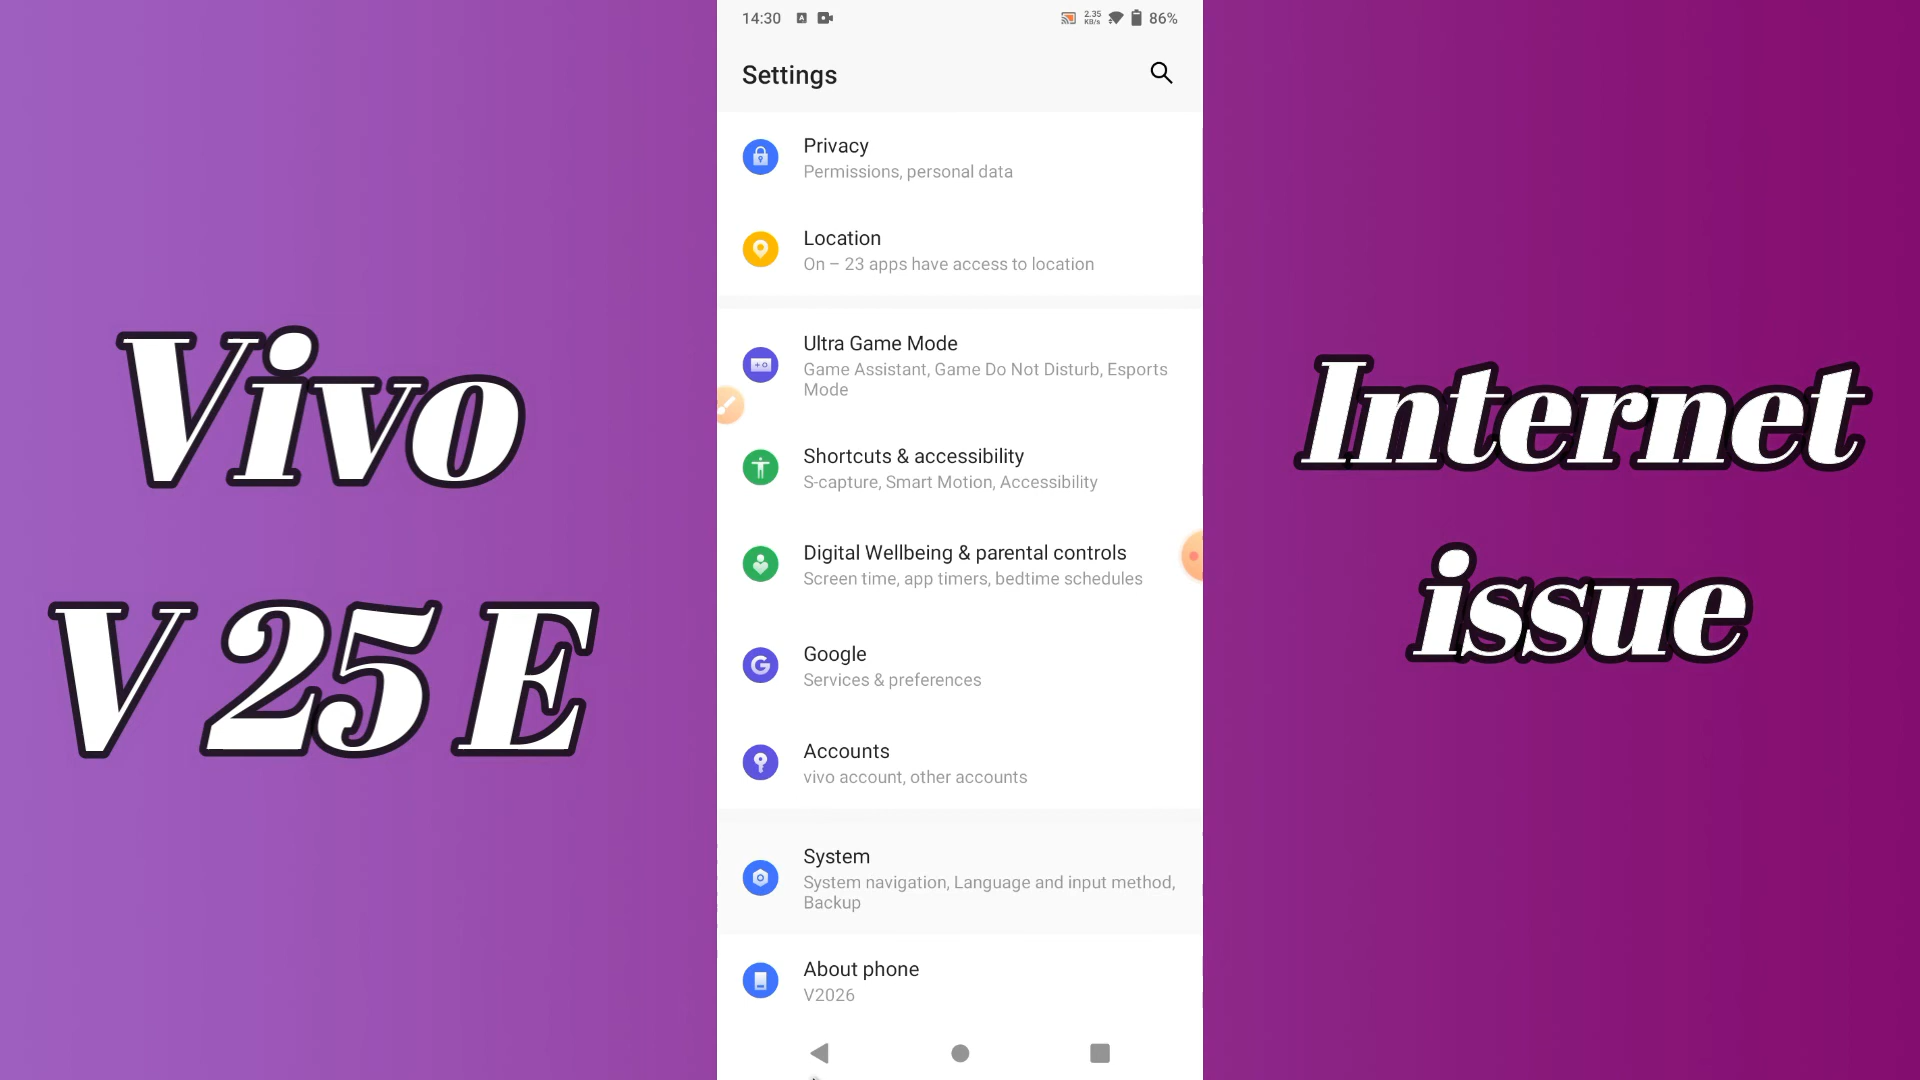 14:30
2.35
KB/s
86%
Settings
Privacy
Permissions, personal data
Location
On – 23 apps have access to location
Ultra Game Mode
Game Assistant, Game Do Not Disturb, Esports
Mode
Shortcuts & accessibility
S-capture, Smart Motion, Accessibility
Digital Wellbeing & parental controls
Screen time, app timers, bedtime schedules
Google
Services & preferences
Accounts
vivo account, other accounts
System
System navigation, Language and input method,
Backup
About phone
V2026
Vivo
V 25 E
Internet
issue